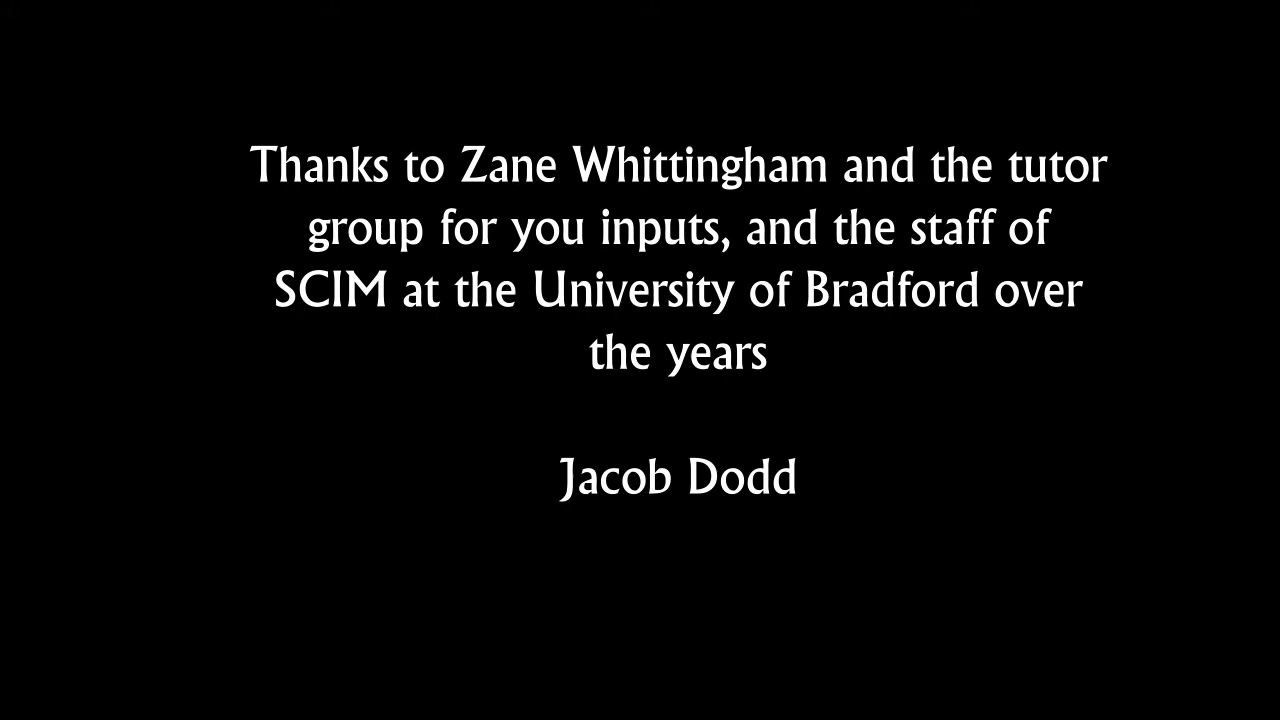 Thanks to Zane Whittingham and the tutor
group for you inputs, and the staff of
SCIM at the University of Bradford over
the years
Jacob Dodd